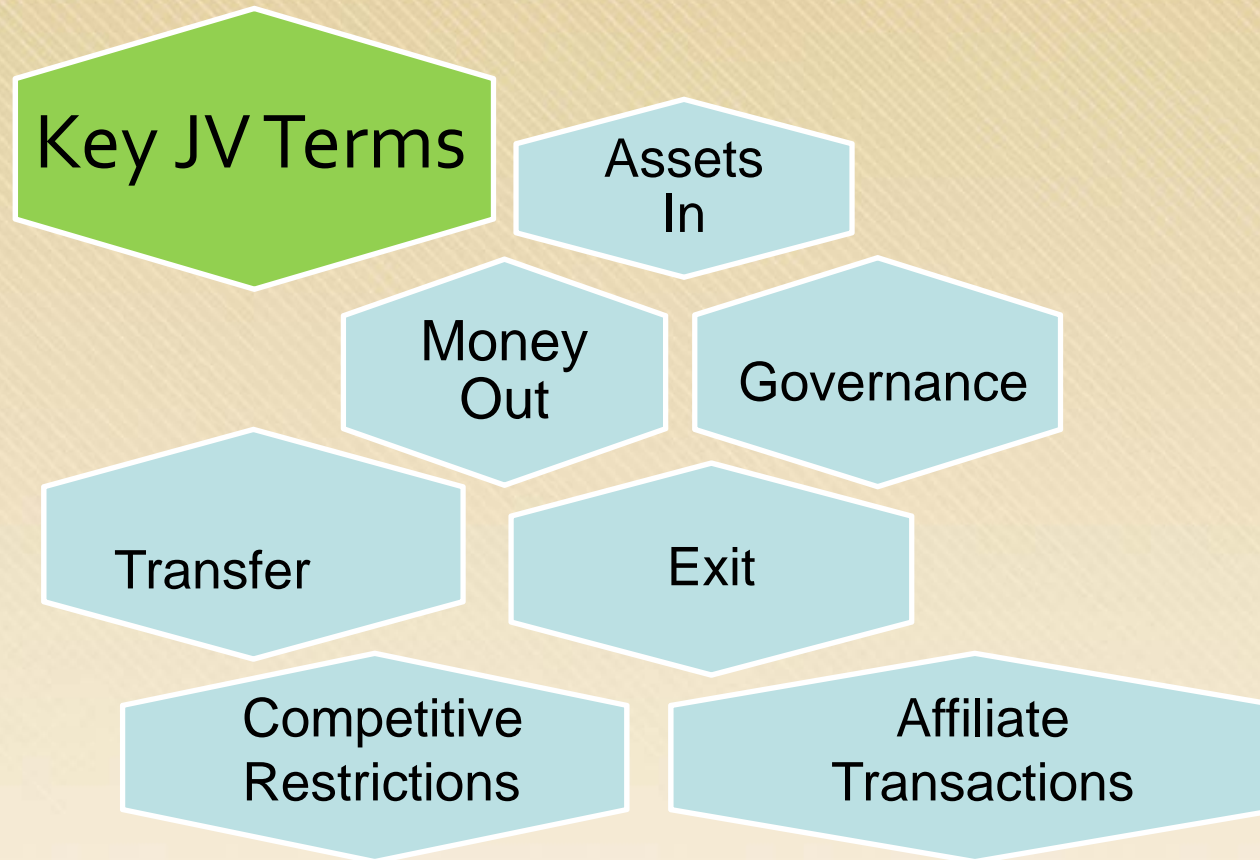 Key JV Terms
Assets
In
Money
Out
Governance
Transfer
Exit
Competitive
Restrictions
Affiliate
Transactions